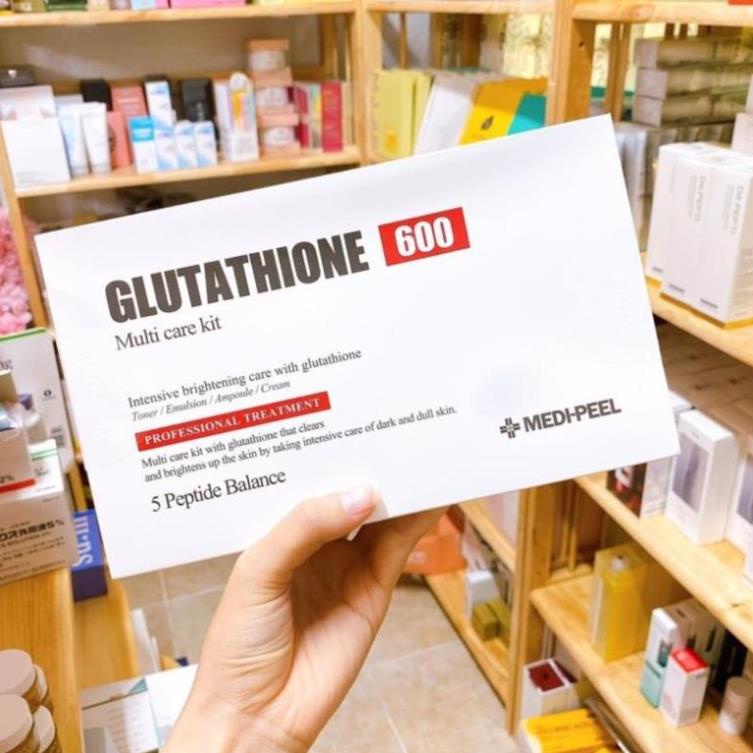 GLUTATHIONE 600
Multi care kit
Intensive brightening care with glutathione
Toner / Emulsion / Ampoule / Cream
PROFESSIONAL TREATMENT
Multi care kit with glutathione that clears
and brightens up the skin by taking intensive care of dark and dull skin.
5 Peptide Balance
MEDI-PEEL
su:m